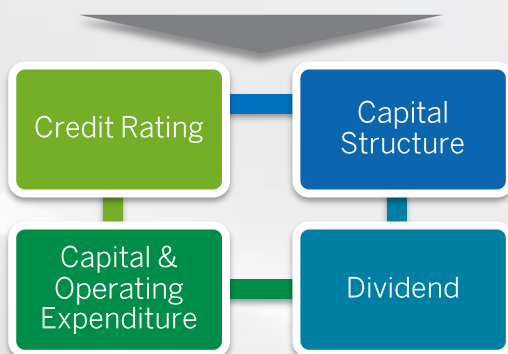 Credit Rating
Capital
Structure
Capital &
Operating
Expenditure
Dividend